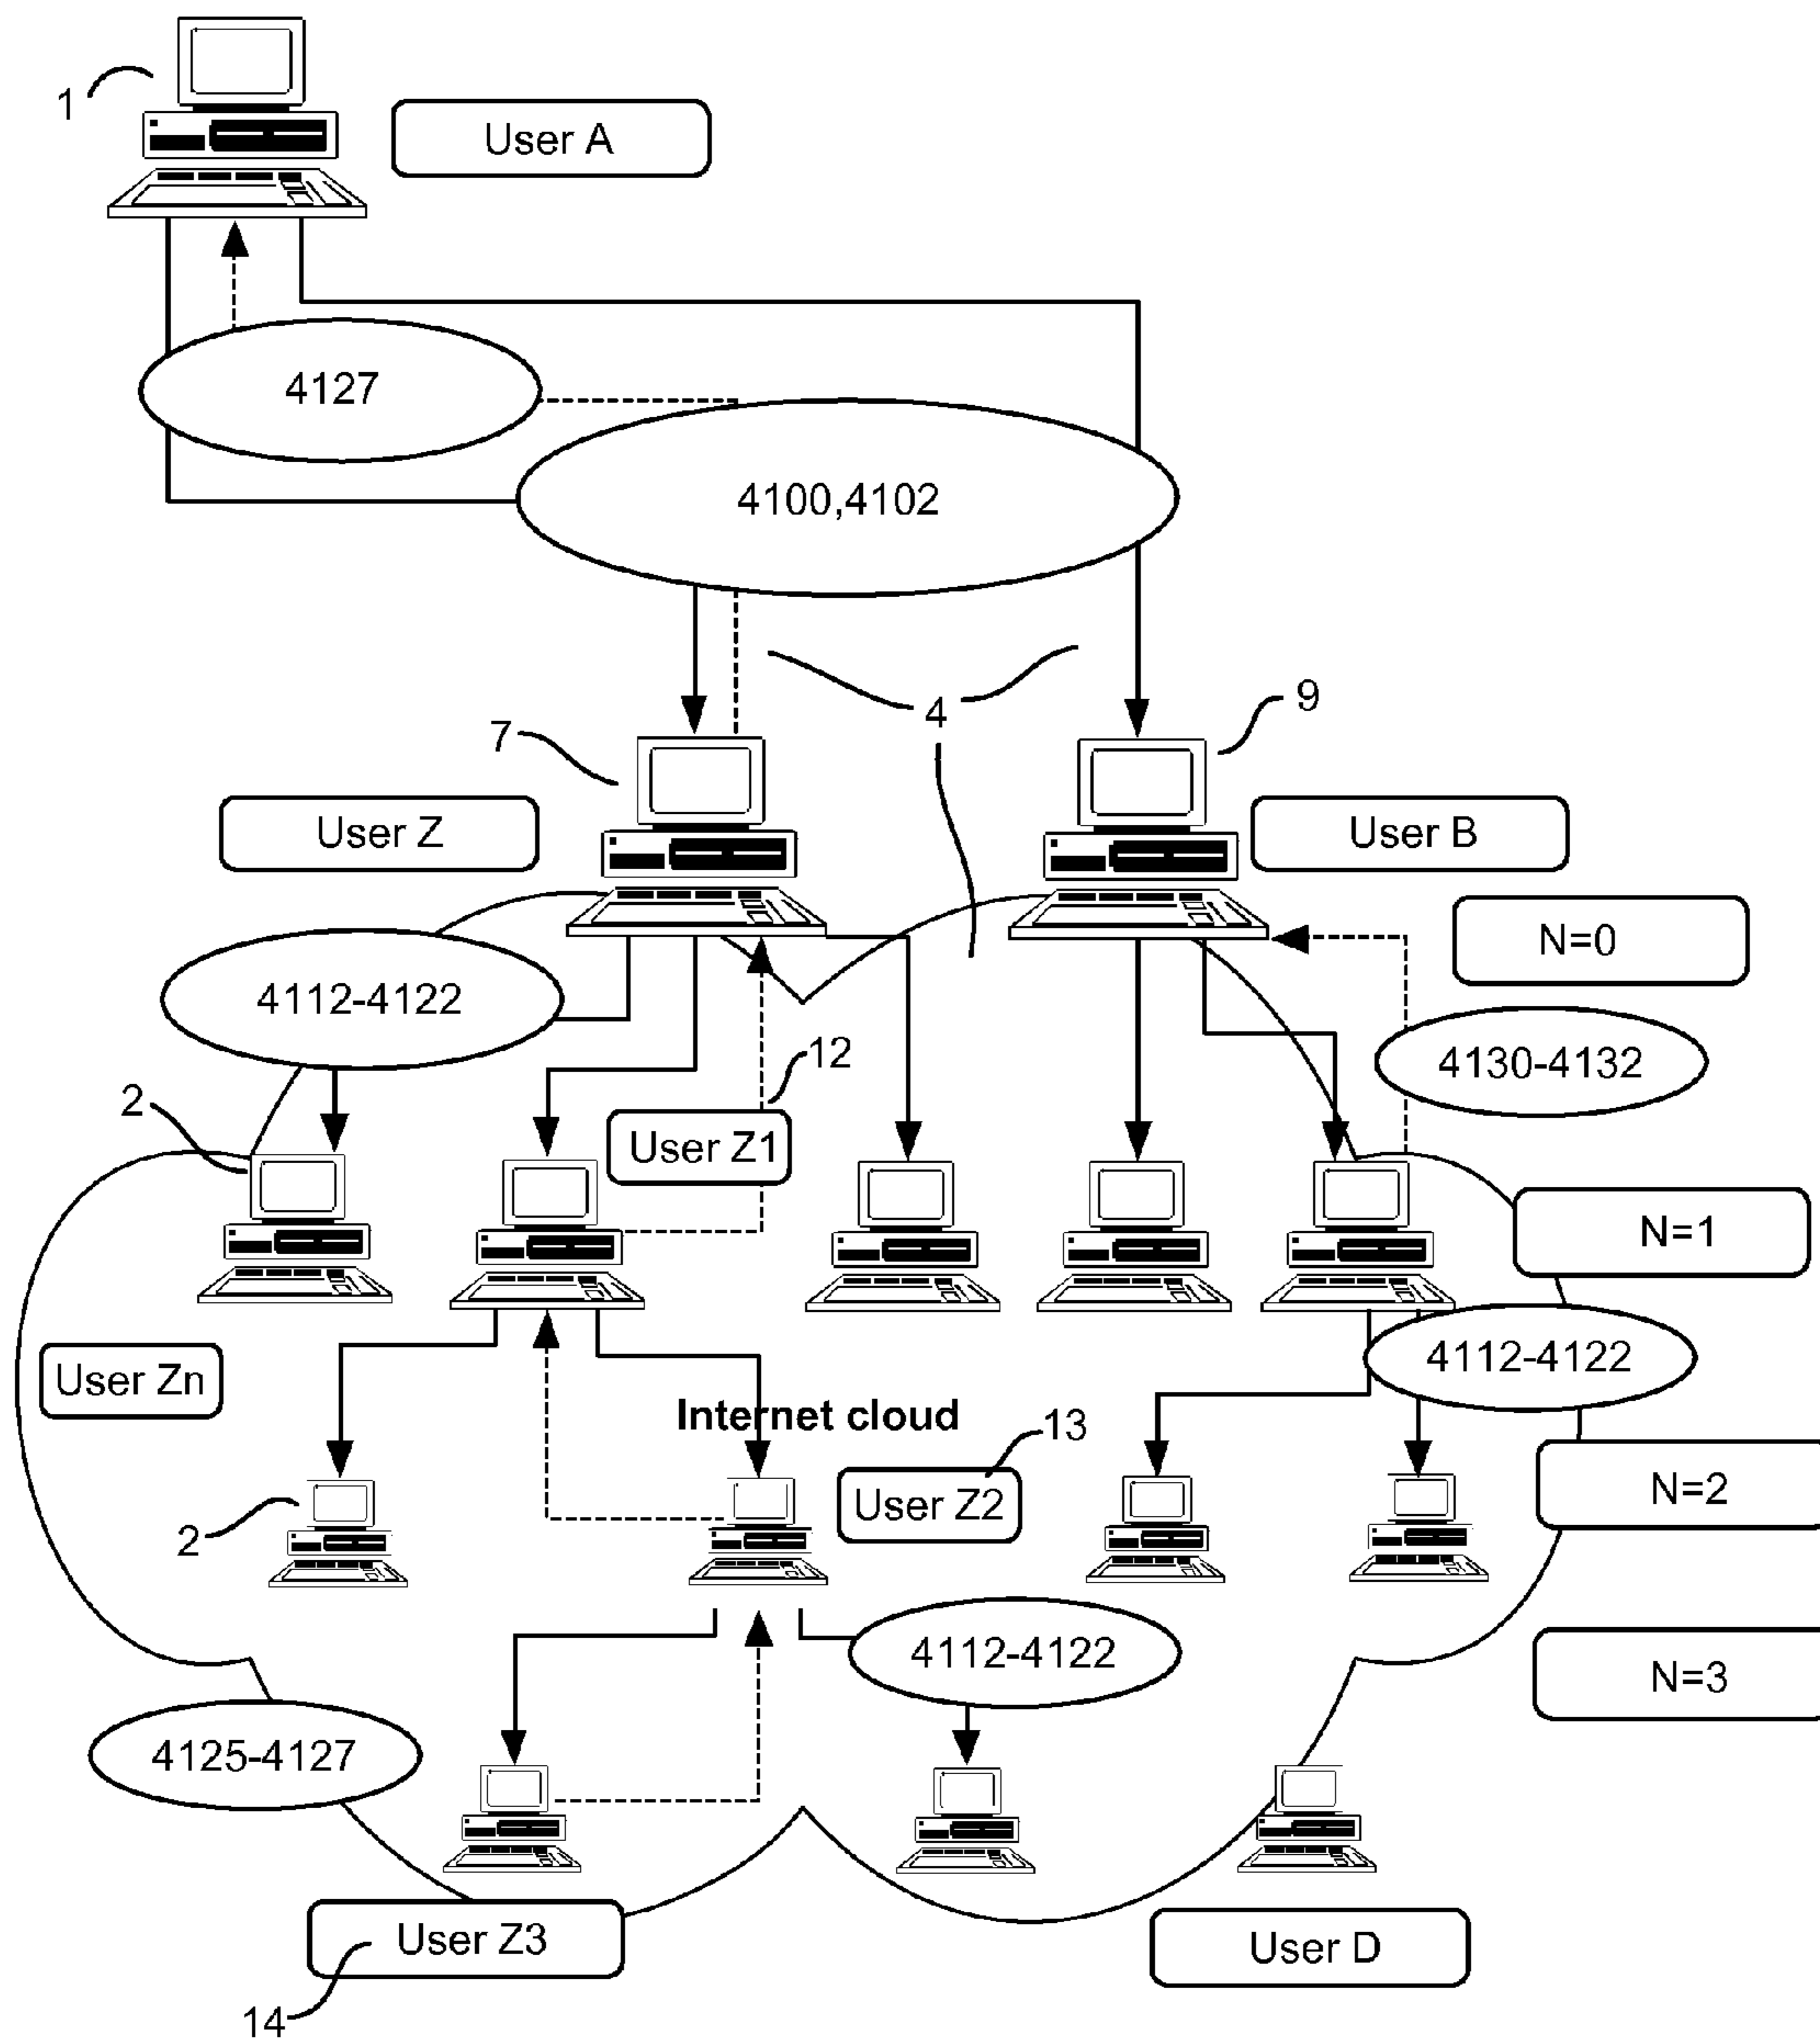 1
User A
4127
4100,4102
4
9
7
User Z
User B
N=0
4112-4122
12
4130-4132
2
User Z1
N=1
User Zn
4112-4122
Internet cloud
13
User Z2
N=2
2
4112-4122
N=3
4125-4127
User Z3
User D
14